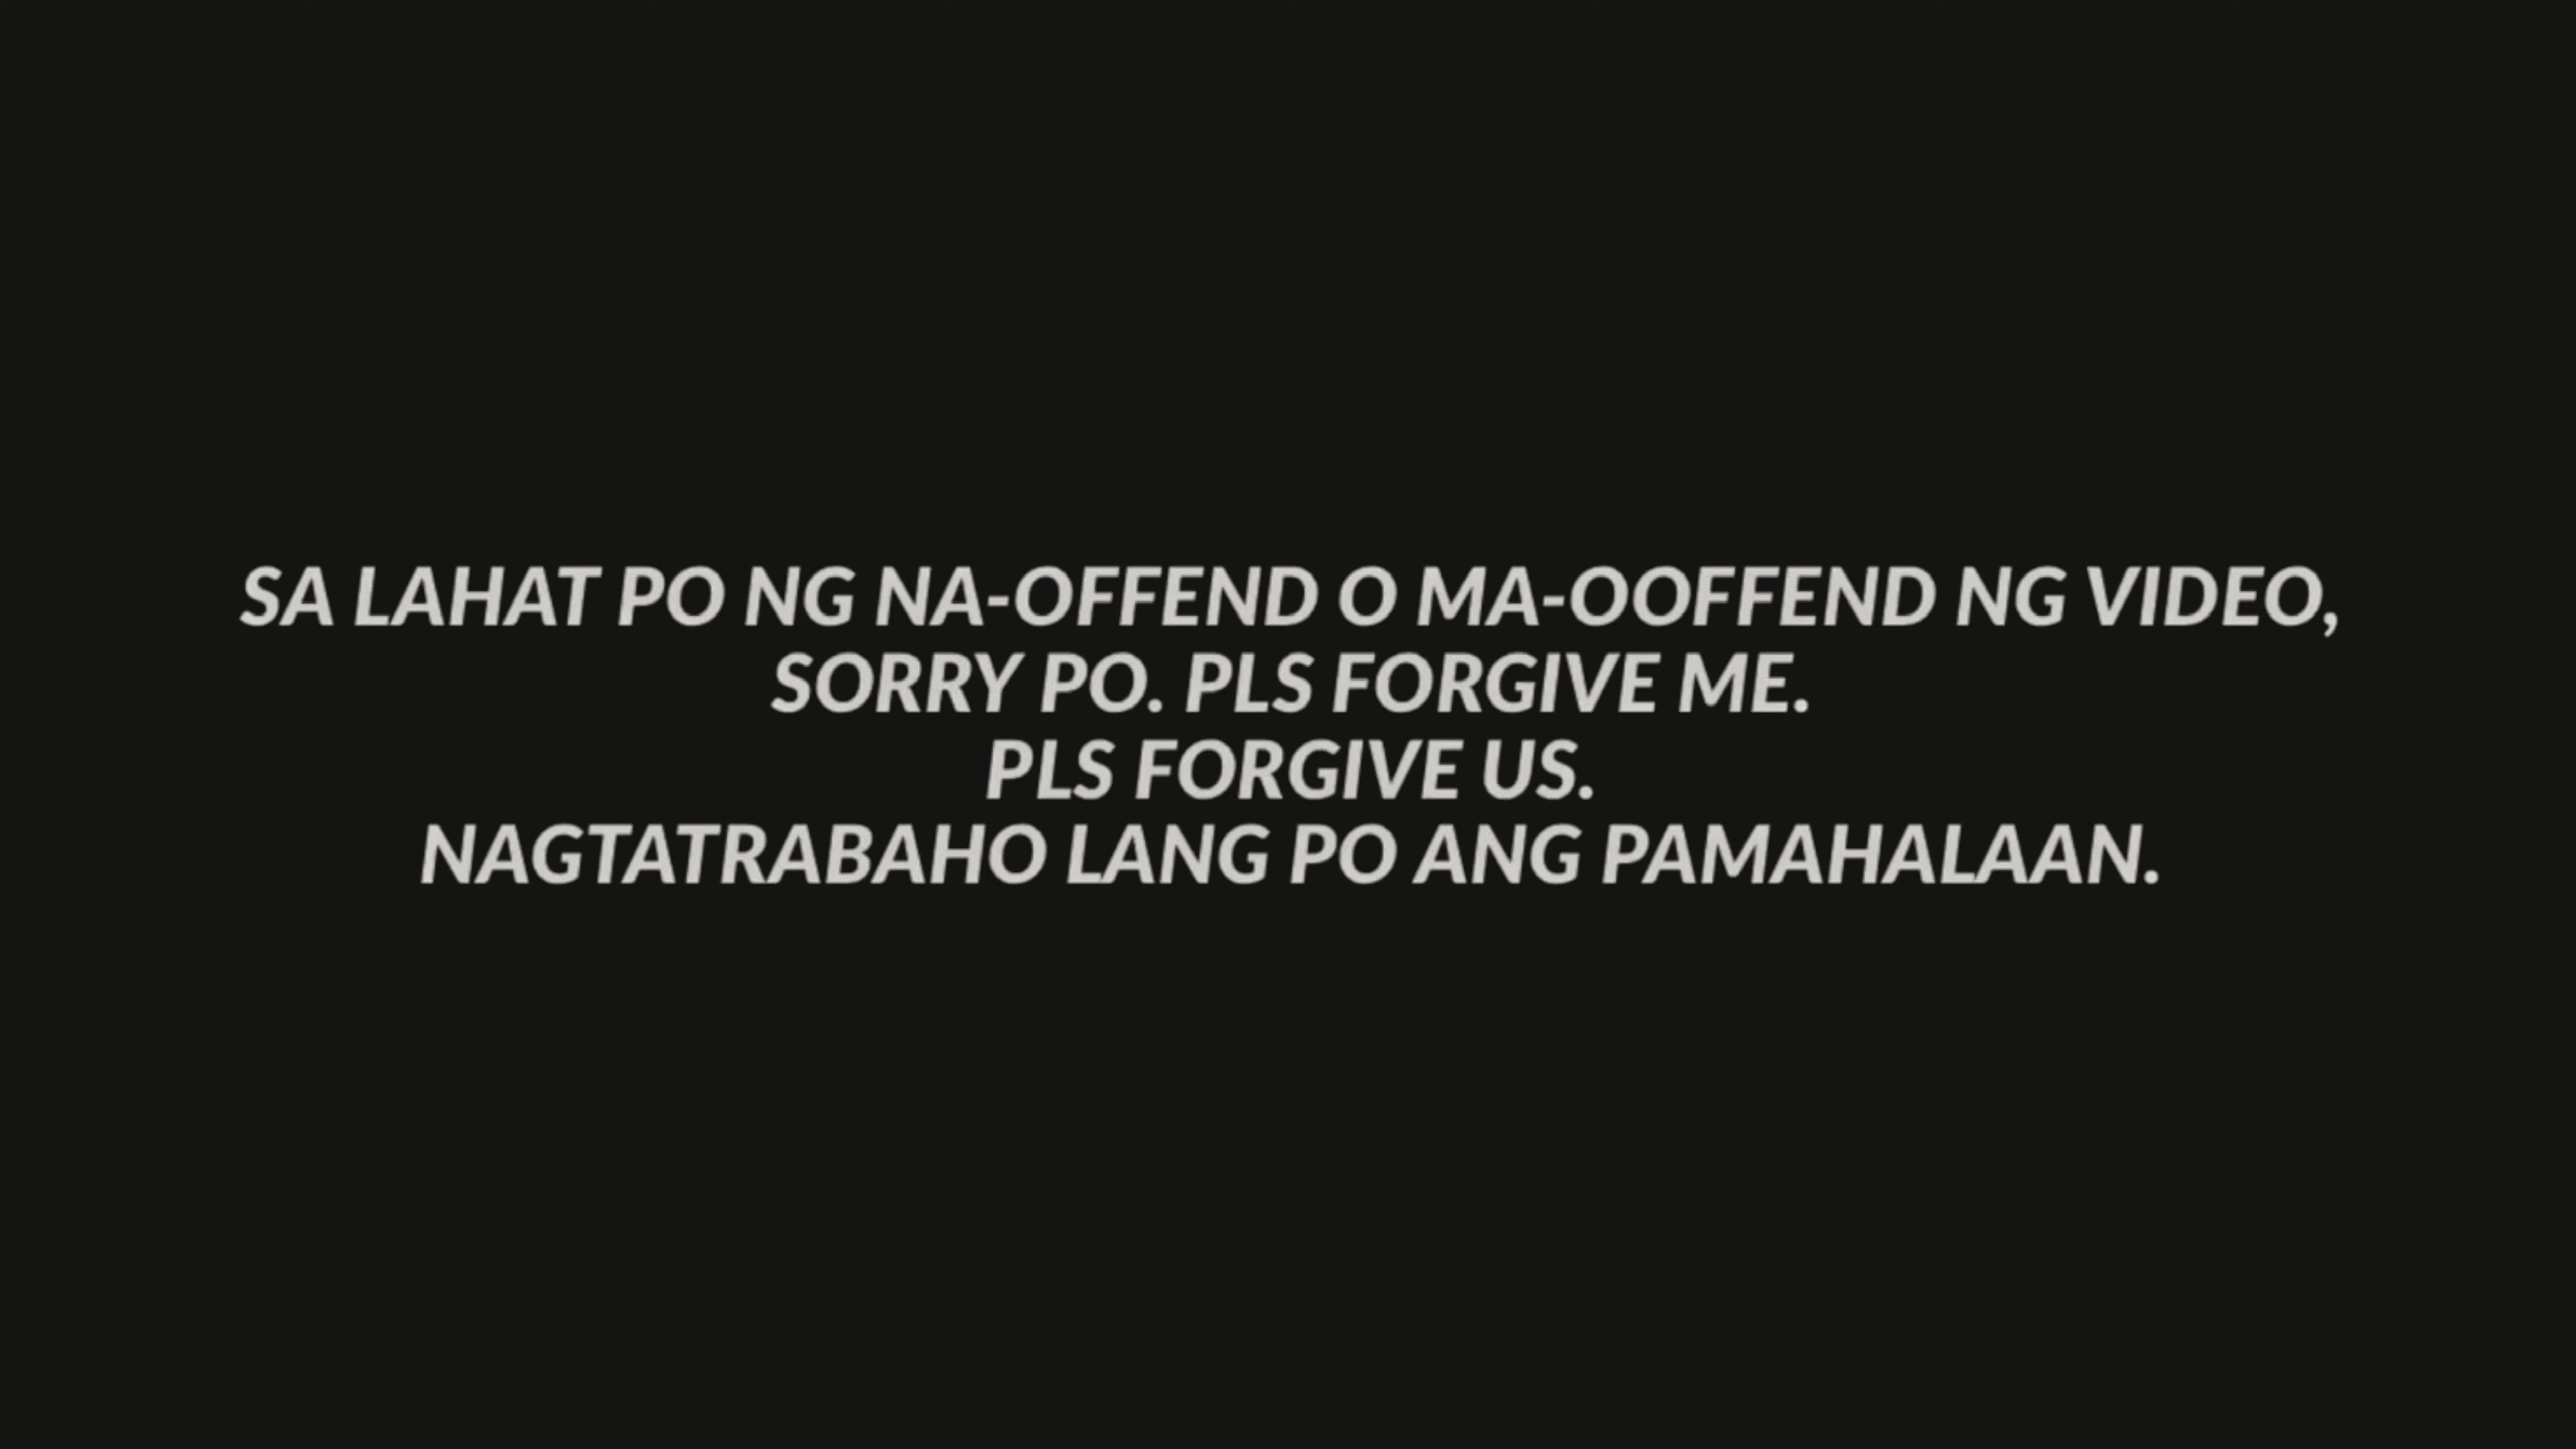 SA LAHAT PO NG NA-OFFEND O MA-OOFFEND NG VIDEO,
SORRY PO. PLS FORGIVE ME.
PLS FORGIVE US.
NAGTATRABAHO LANG PO ANG PAMAHALAAN.